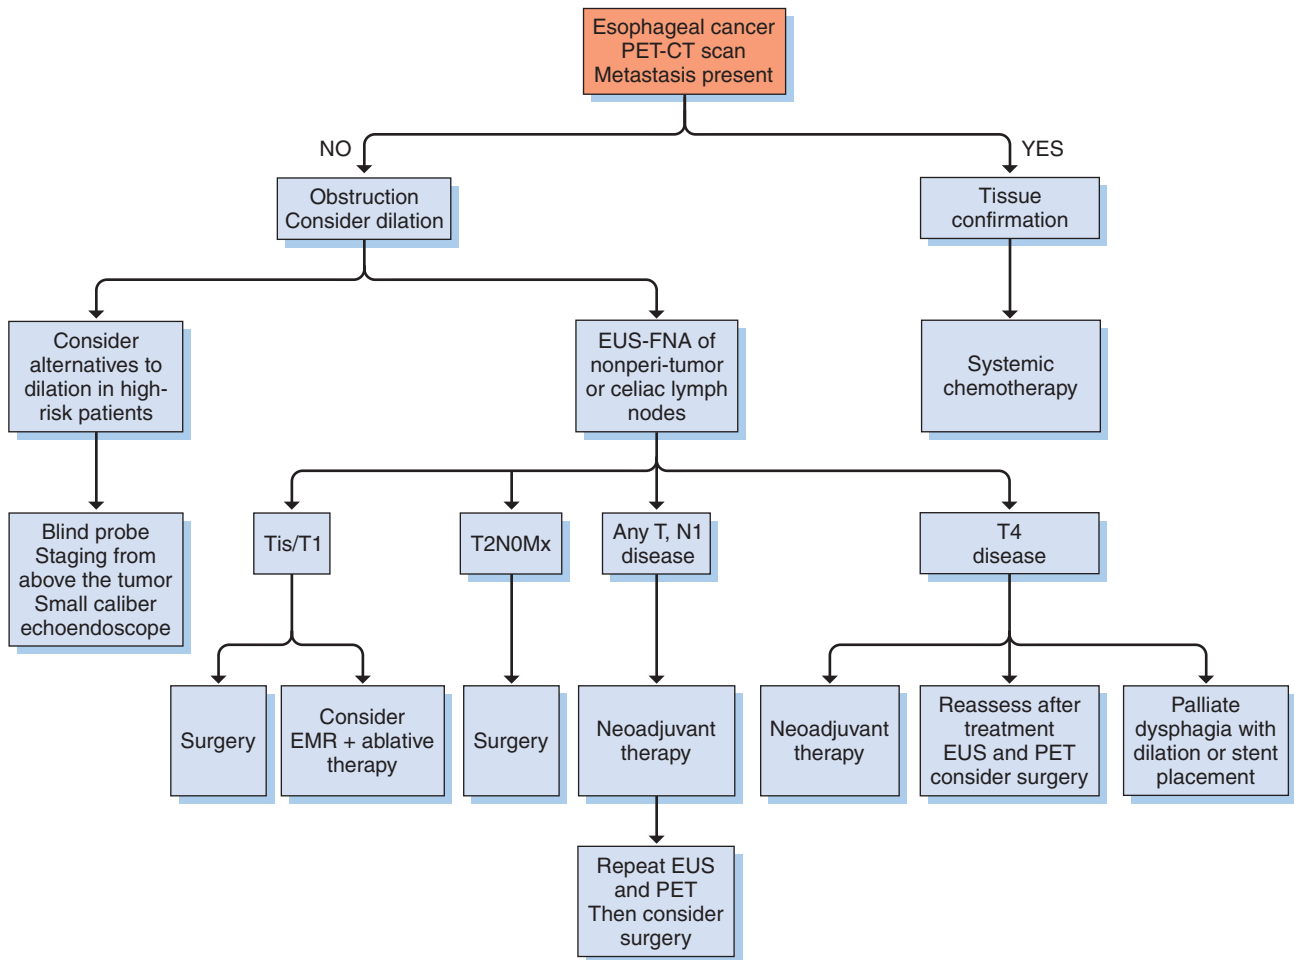 Esophageal cancer
PET-CT scan
Metastasis present
NO
YES
Obstruction
Consider dilation
Tissue
confirmation
Consider
alternatives to
dilation in high-
risk patients
EUS-FNA of
nonperi-tumor
or celiac lymph
nodes
Systemic
chemotherapy
Blind probe
Staging from
above the tumor
Small caliber
echoendoscope
Tis/T1
T2N0Mx
Any T, N1
disease
T4
disease
Surgery
Consider
EMR + ablative
therapy
Surgery
Neoadjuvant
therapy
Neoadjuvant
therapy
Reassess after
treatment
EUS and PET
consider surgery
Palliate
dysphagia with
dilation or stent
placement
Repeat EUS
and PET
Then consider
surgery